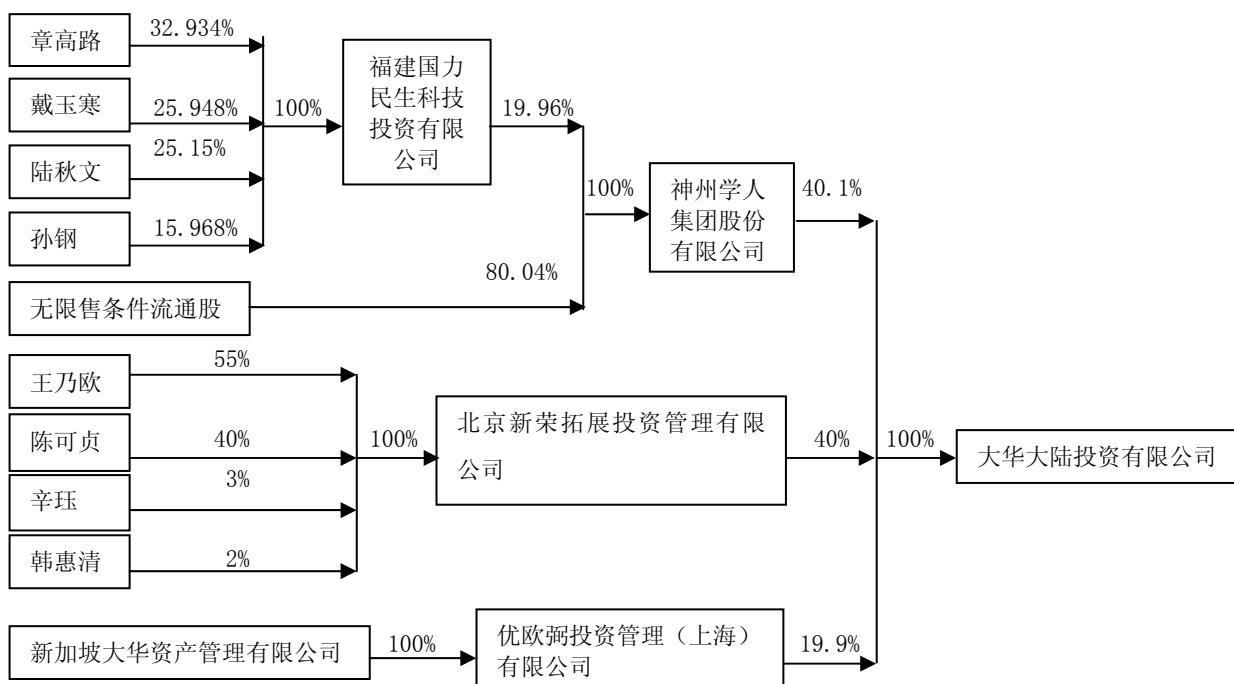 章高路
32.934%
戴玉寒
25.948%
陆秋文
25.15%
孙钢
15.968%
100%
福建国力
民生科技
投资有限
公司
19.96%
无限售条件流通股
80.04%
100%
神州学人
集团股份
有限公司
40.1%
王乃欧
55%
陈可贞
40%
辛珏
3%
韩惠清
2%
100%
北京新荣拓展投资管理有限
公司
40%
100%
大华大陆投资有限公司
新加坡大华资产管理有限公司
100%
优欧弼投资管理（上海）
有限公司
19.9%